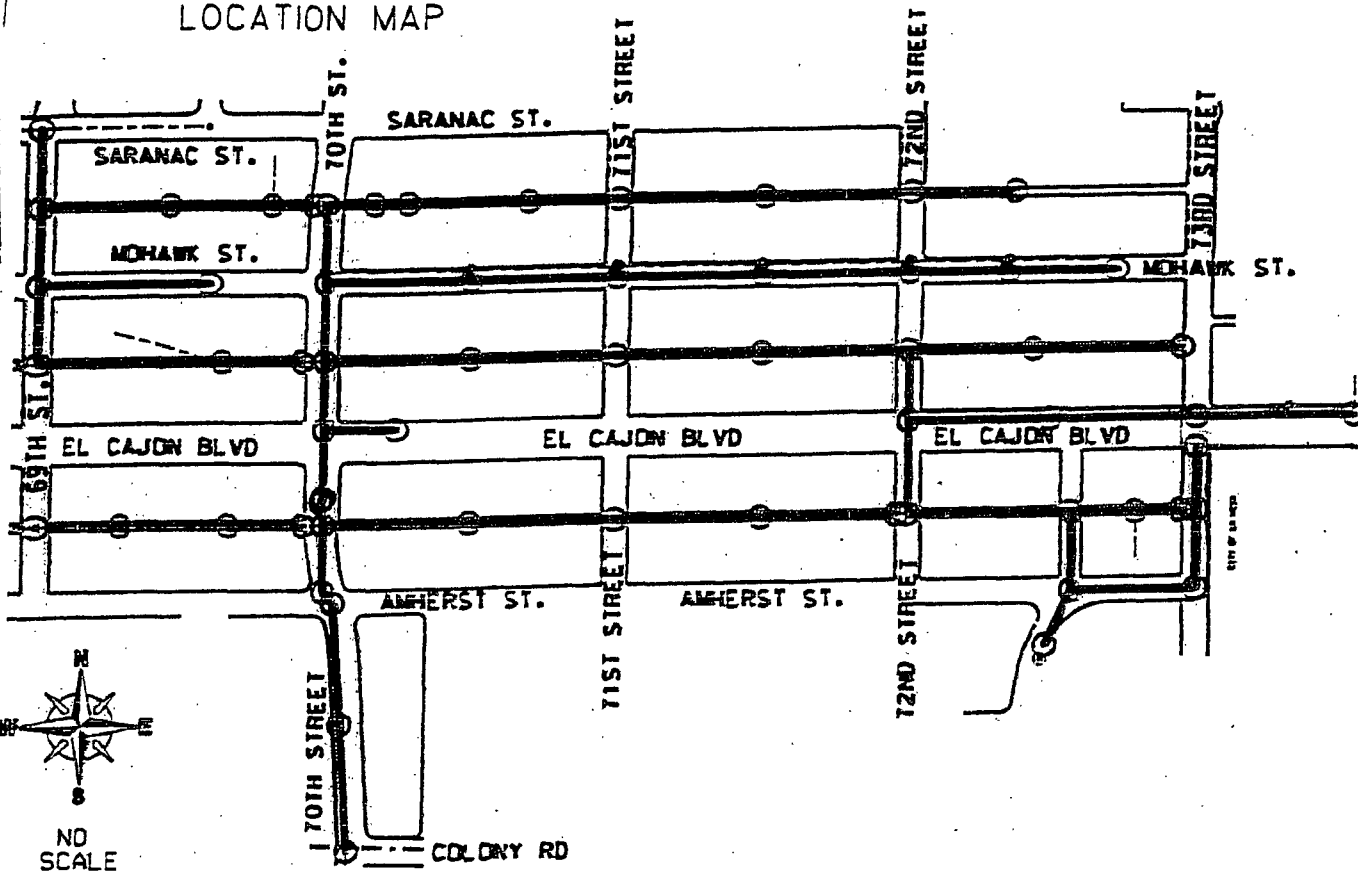 LOCATION MAP
70TH ST.
71ST STREET
72ND STREET
73RD STREET
SARANAC ST.
SARANAC ST.
MOHAWK ST.
MOHAWK ST.
69TH ST.
EL CAJON BLVD
EL CAJON BLVD
EL CAJON BLVD
AMHERST ST.
AMHERST ST.
71ST STREET
72ND STREET
70TH STREET
N
E
S
NO
SCALE
COLONY RD